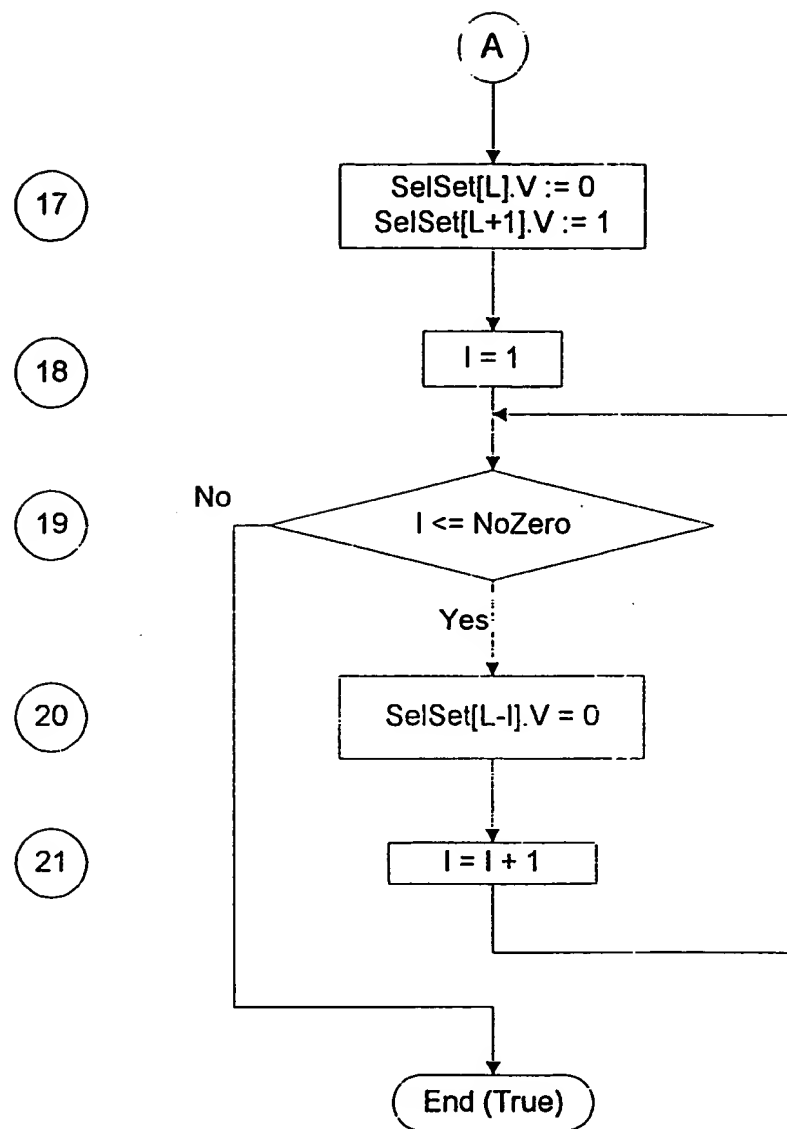 A
17
SelSet[L].V := 0
SelSet[L+1].V := 1
18
I = 1
No
19
I <= NoZero
Yes
20
SelSet[L-I].V = 0
21
I = I + 1
End (True)